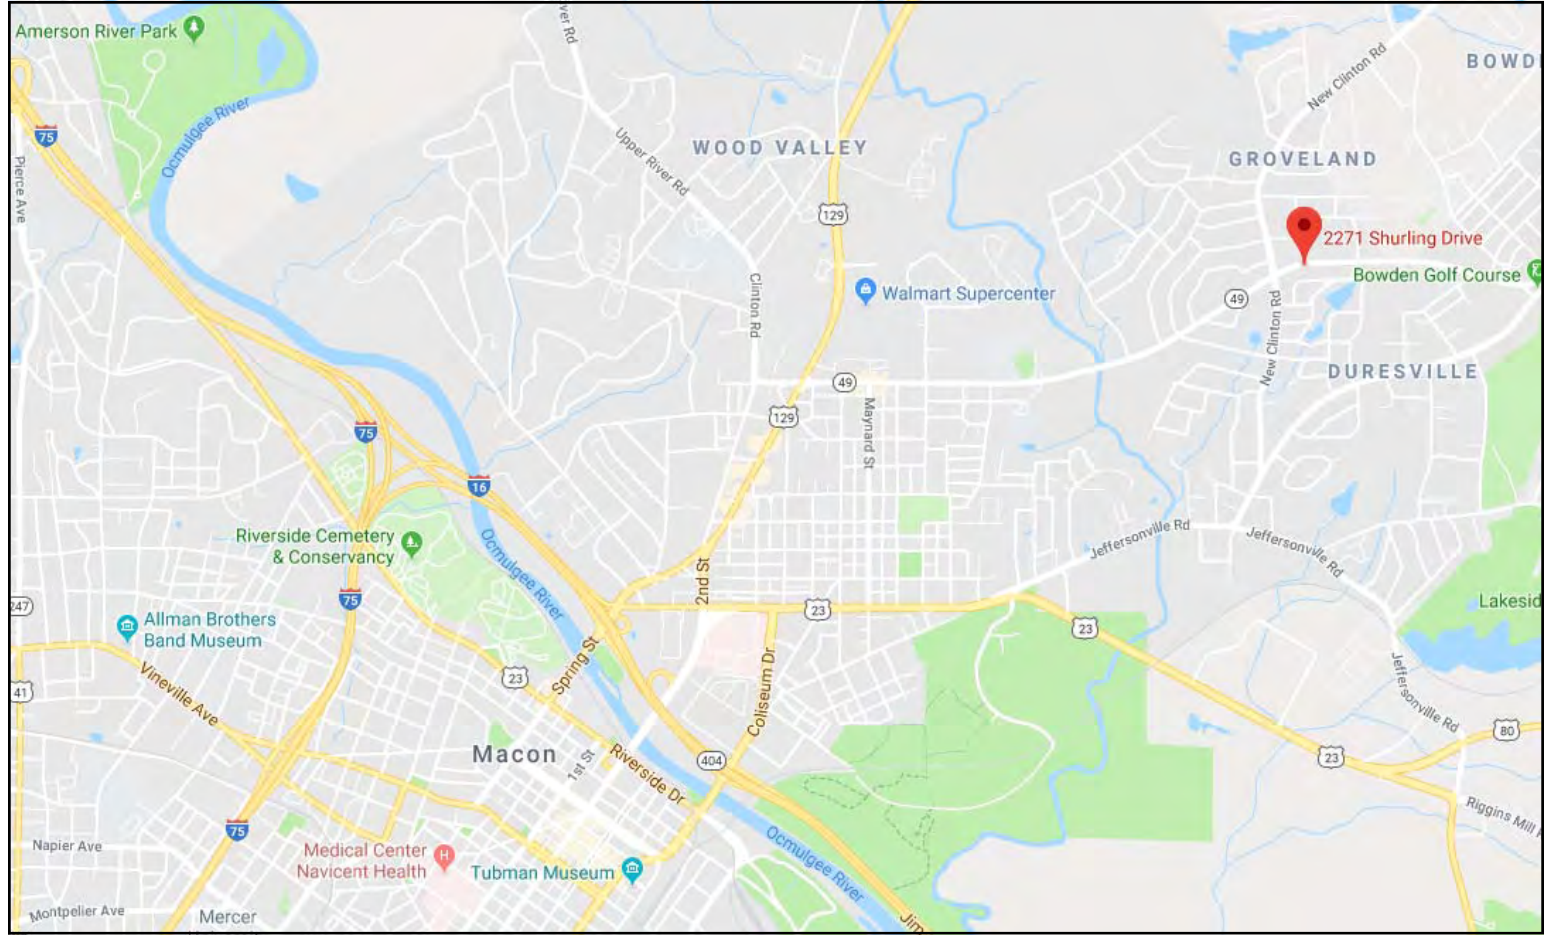 Amerson River Park
ver Rd
BOWD
New Clinton Rd
75
Ocmulgee River
Upper River Rd
WOOD VALLEY
GROVELAND
Pierce Ave
129
2271 Shurling Drive
Bowden Golf Course
Walmart Supercenter
49
Clinton Rd
New Clinton Rd
DURESVILLE
49
129
Maynard St
75
16
Riverside Cemetery
& Conservancy
Ocmulgee River
Jeffersonville Rd
Jeffersonville Rd
2nd St
75
247
23
Lakesid
Allman Brothers
Band Museum
23
41
Vineville Ave
23
Spring St
Coliseum Dr
Jeffersonville Rd
80
Macon
1st St
Riverside Dr
404
23
75
Riggins Mill
Napier Ave
Medical Center
Navicent Health
H
Tubman Museum
Ocmulgee River
Montpelier Ave
Mercer
Jim